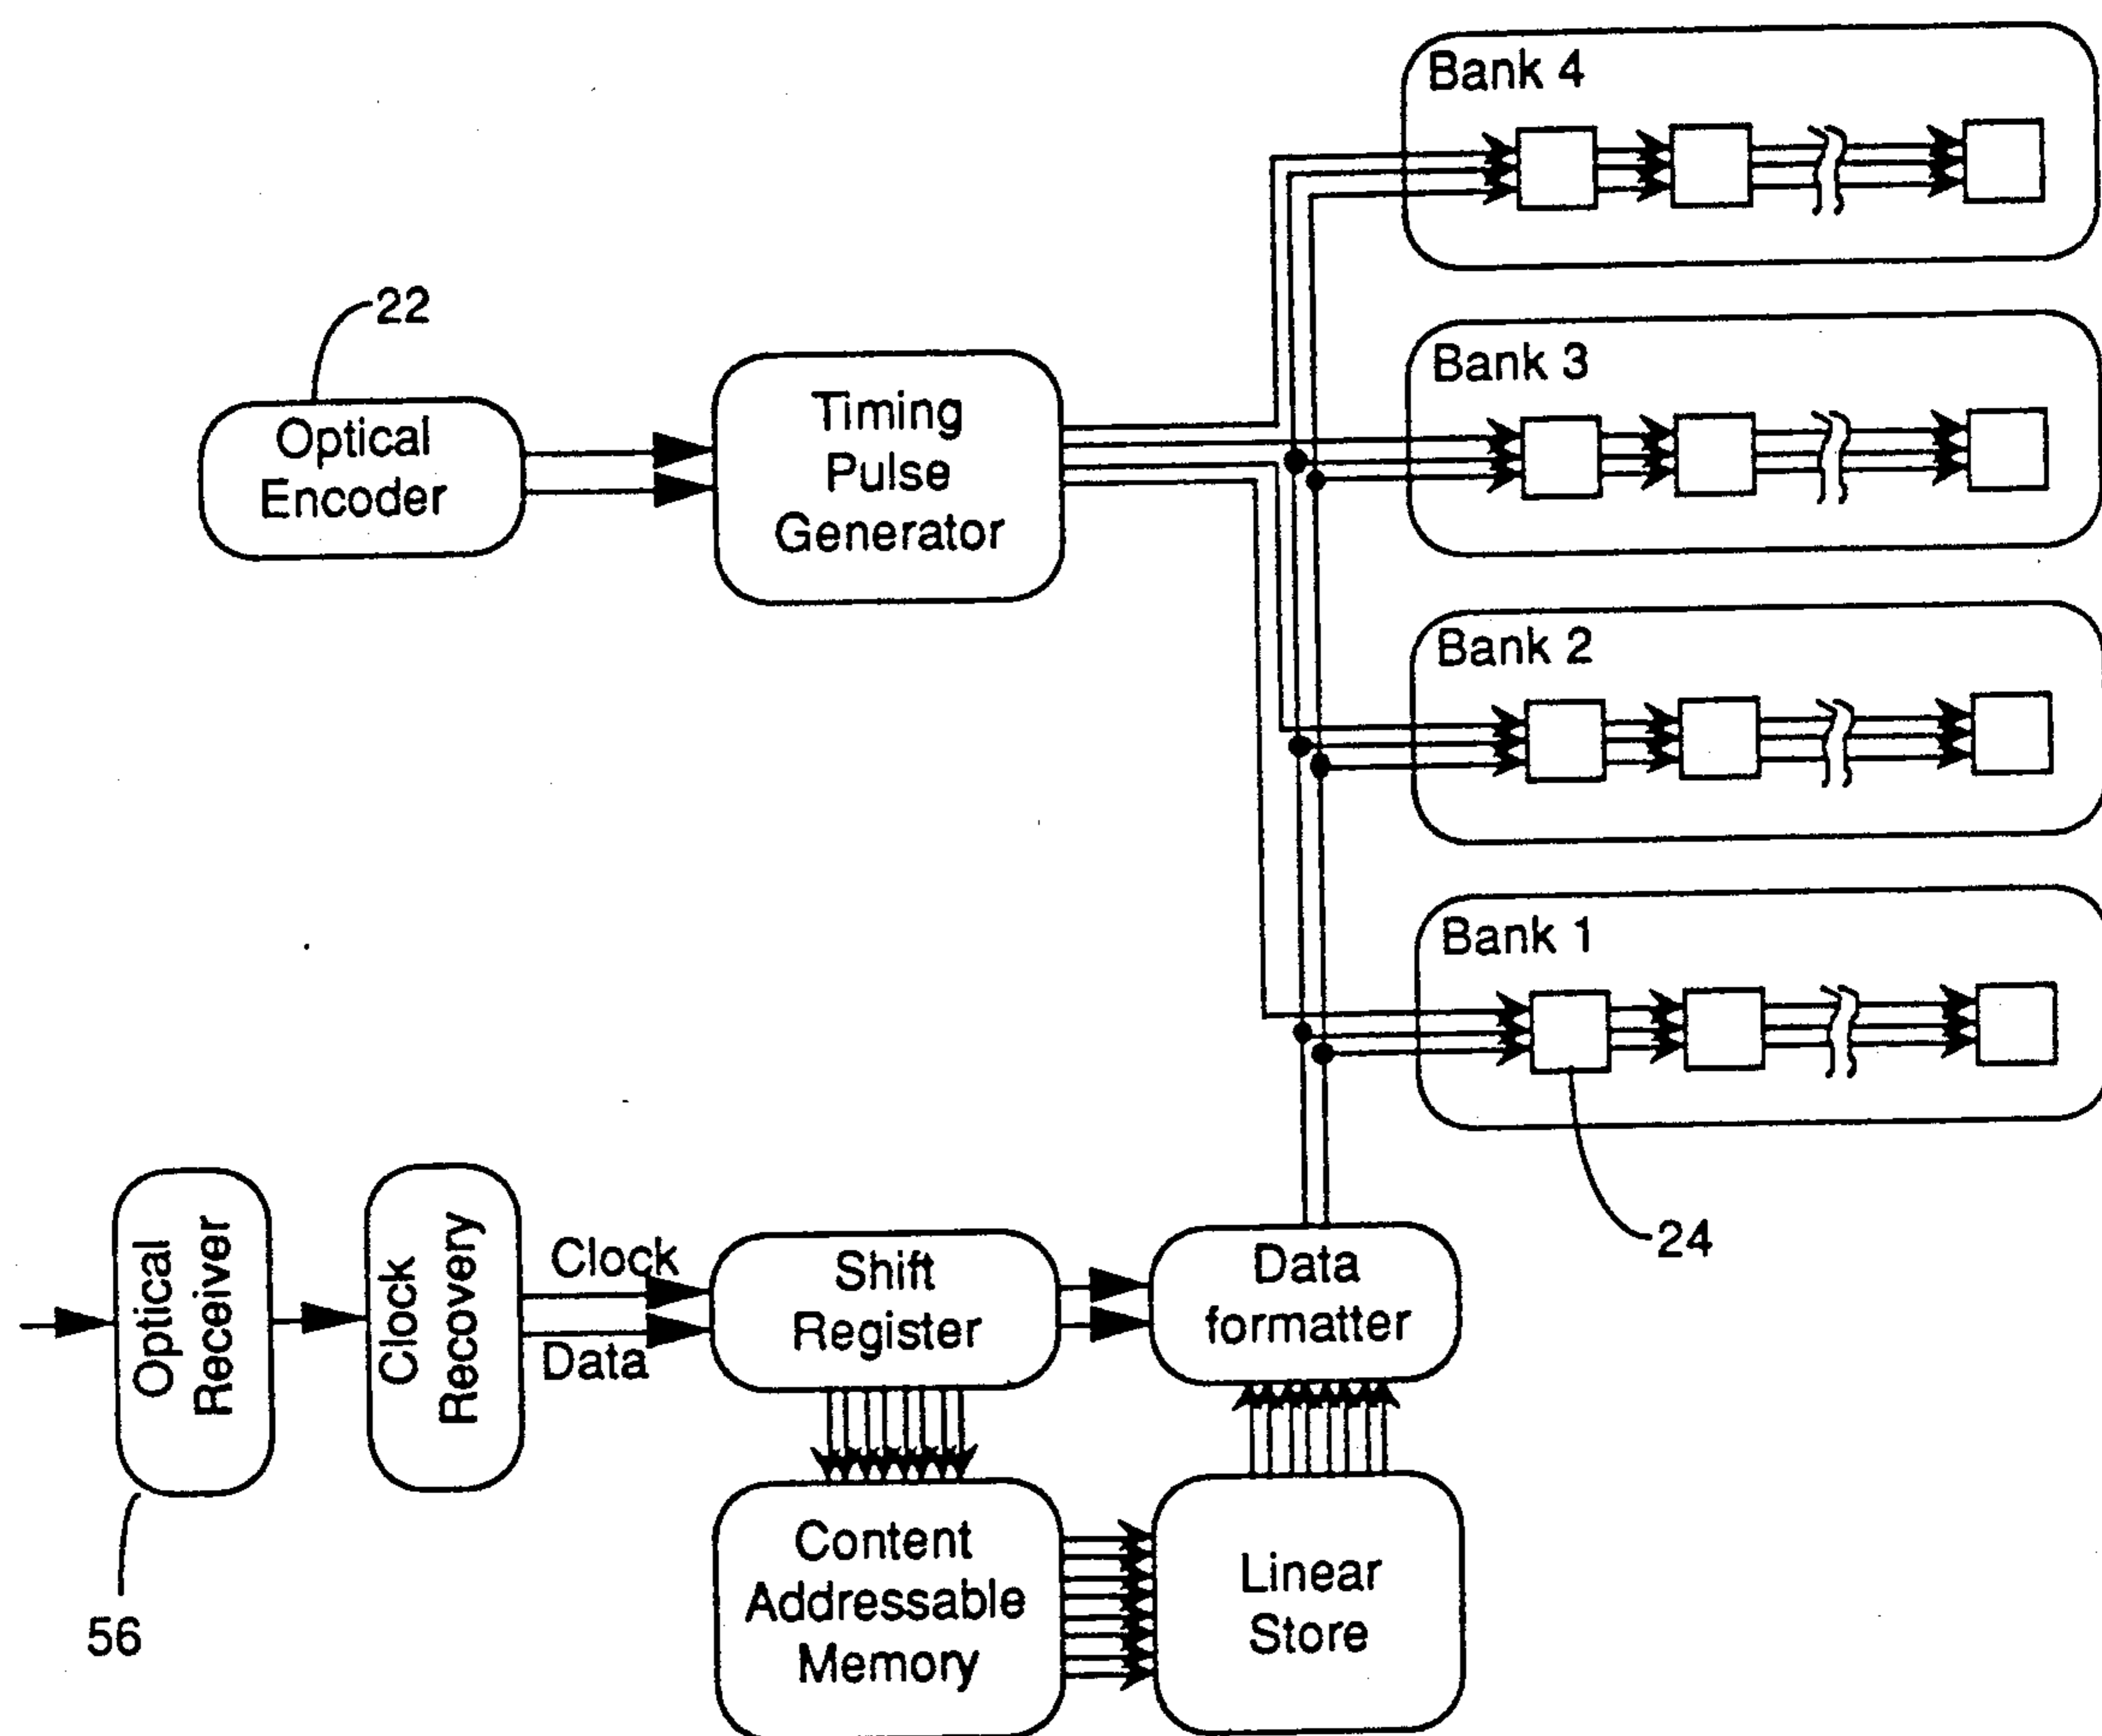 Bank 4
22
Bank 3
Optical
Encoder
Timing
Pulse
Generator
Bank 2
Bank 1
24
Optical
Receiver
Clock
Recovery
Clock
Data
Shift
Register
Data
formatter
Content
Addressable
Memory
Linear
Store
56